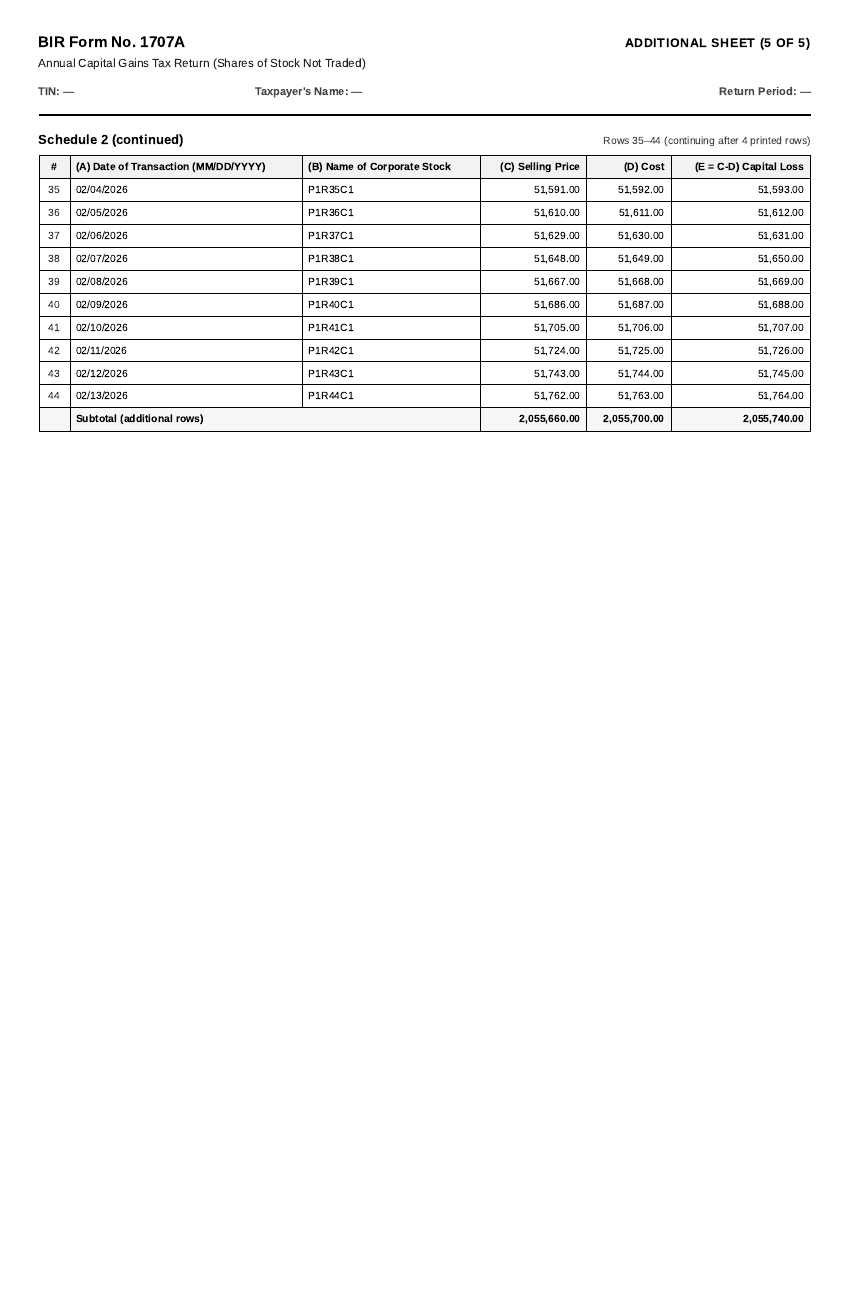 BIR Form No. 1707A
ADDITIONAL SHEET (5 OF 5)
Annual Capital Gains Tax Return (Shares of Stock Not Traded)
TIN: — Taxpayer's Name: — Return Period: —
Schedule 2 (continued)
Rows 35–44 (continuing after 4 printed rows)
# (A) Date of Transaction (MM/DD/YYYY) (B) Name of Corporate Stock (C) Selling Price (D) Cost (E = C-D) Capital Loss
35 02/04/2026 P1R35C1 51,591.00 51,592.00 51,593.00
36 02/05/2026 P1R36C1 51,610.00 51,611.00 51,612.00
37 02/06/2026 P1R37C1 51,629.00 51,630.00 51,631.00
38 02/07/2026 P1R38C1 51,648.00 51,649.00 51,650.00
39 02/08/2026 P1R39C1 51,667.00 51,668.00 51,669.00
40 02/09/2026 P1R40C1 51,686.00 51,687.00 51,688.00
41 02/10/2026 P1R41C1 51,705.00 51,706.00 51,707.00
42 02/11/2026 P1R42C1 51,724.00 51,725.00 51,726.00
43 02/12/2026 P1R43C1 51,743.00 51,744.00 51,745.00
44 02/13/2026 P1R44C1 51,762.00 51,763.00 51,764.00
Subtotal (additional rows) 2,055,660.00 2,055,700.00 2,055,740.00